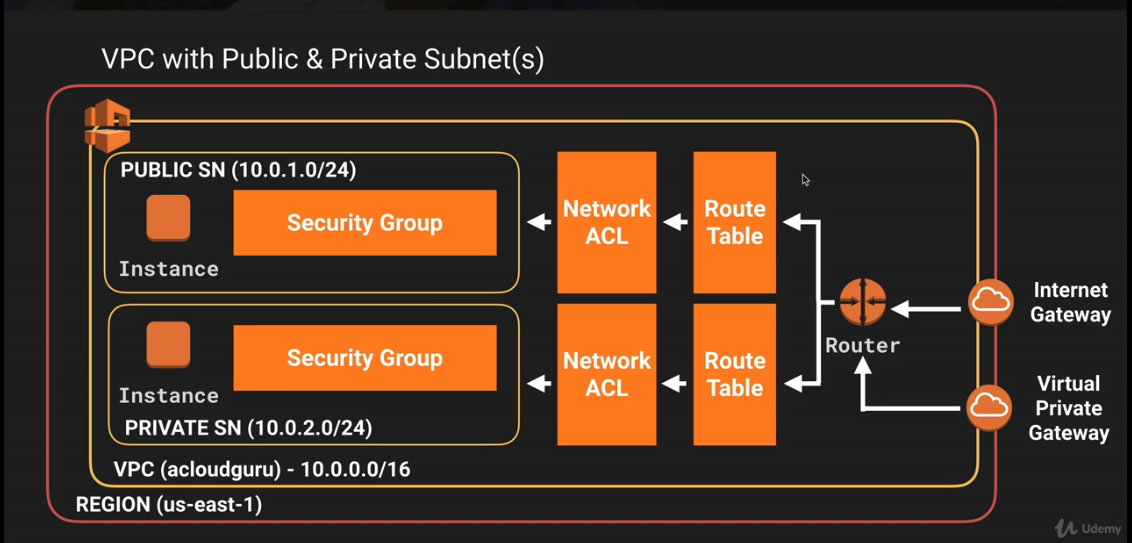 VPC with Public & Private Subnet(s)
PUBLIC SN (10.0.1.0/24)
Security Group
Instance
Network
ACL
Route
Table
Security Group
Instance
PRIVATE SN (10.0.2.0/24)
Network
ACL
Route
Table
Router
Internet
Gateway
Virtual
Private
Gateway
VPC (acloudguru) - 10.0.0.0/16
REGION (us-east-1)
Udemy